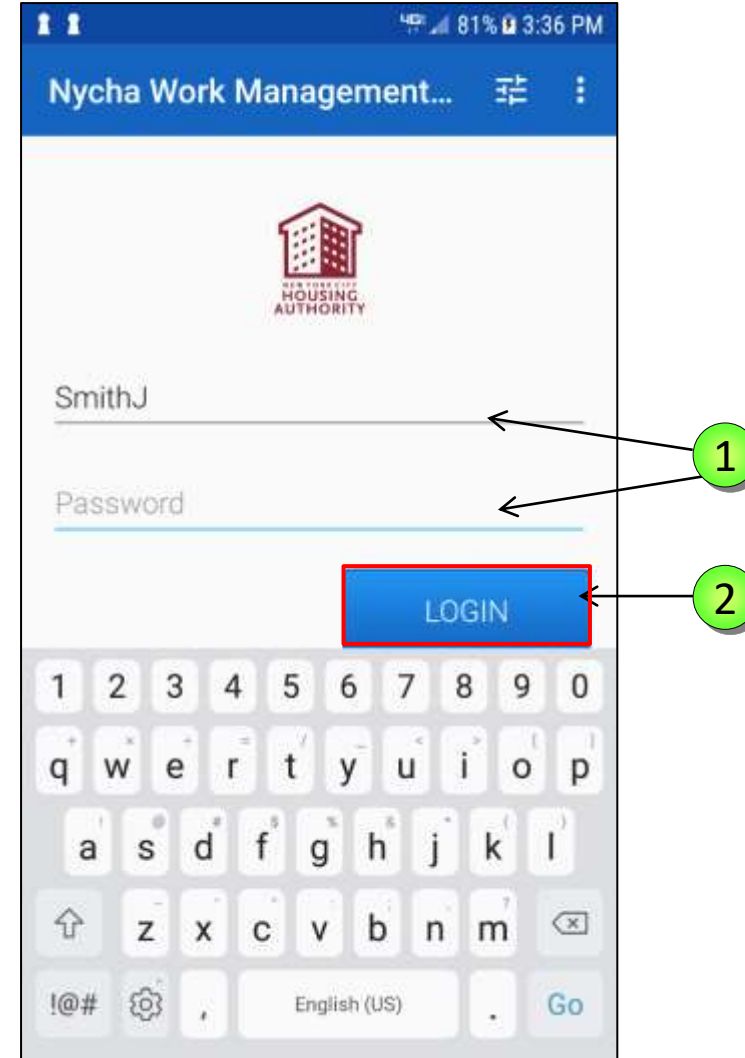 4G 81% 3:36 PM
Nycha Work Management...
NEW YORK CITY
HOUSING
AUTHORITY
SmithJ
1
Password
2
LOGIN
1 2 3 4 5 6 7 8 9 0
q w e r t y u i o p
a s d f g h j k l
z x c v b n m
!@# , English (US) . Go